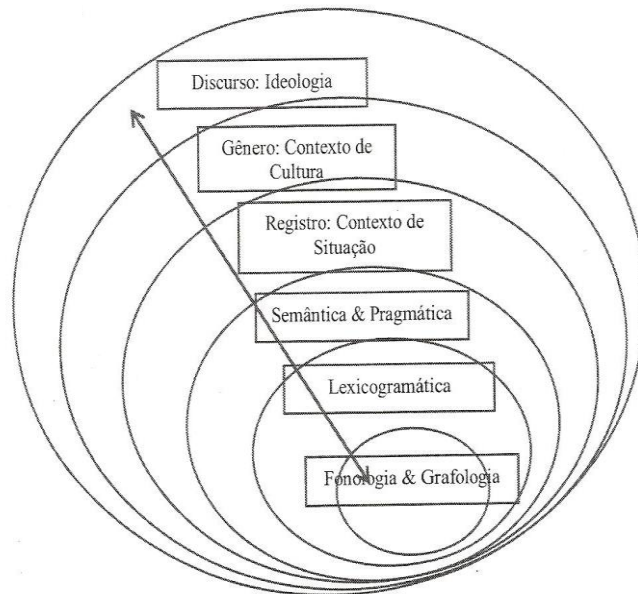 Discurso: Ideologia
Gênero: Contexto de
Cultura
Registro: Contexto de
Situação
Semântica & Pragmática
Lexicogramática
Fonologia & Grafologia